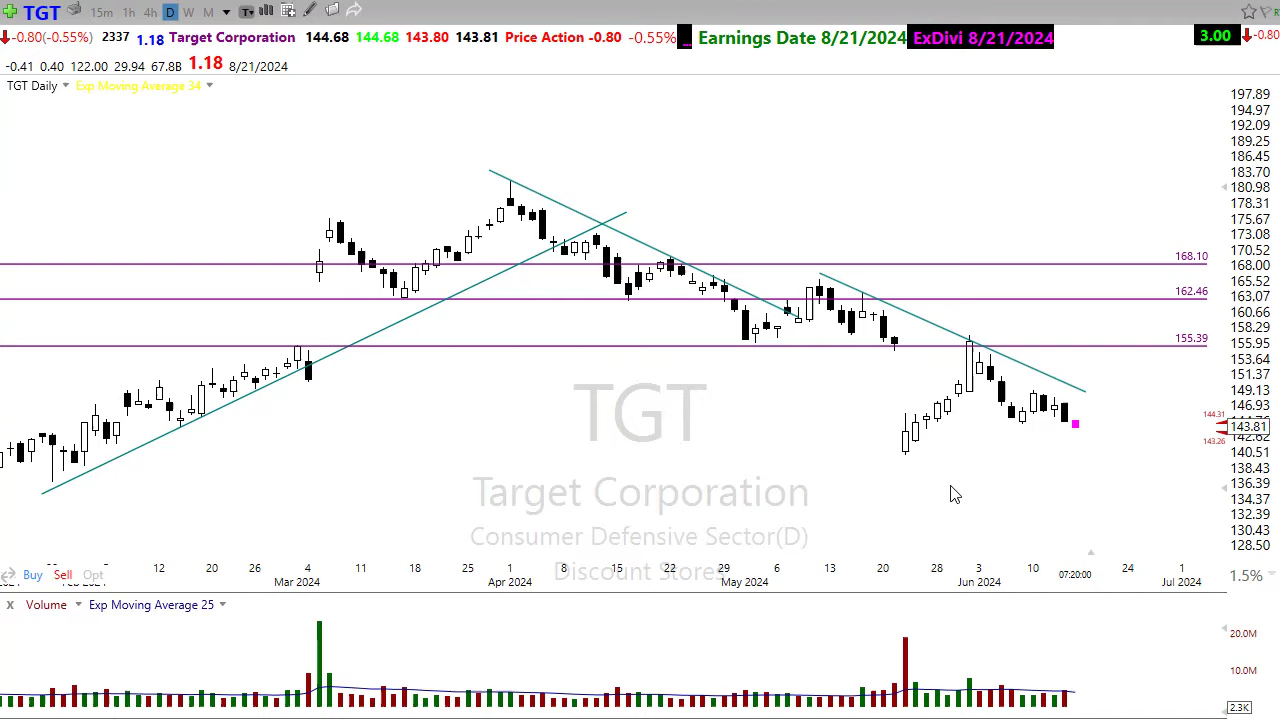 TGT 15m 1h 4h D W M T
-0.80(-0.55%) 2337 1.18 Target Corporation 144.68 144.68 143.80 143.81 Price Action -0.80 -0.55% Earnings Date 8/21/2024 ExDivi 8/21/2024 3.00 -0.80
-0.41 0.40 122.00 29.94 67.8B 1.18 8/21/2024
TGT Daily Exp Moving Average 34
197.89
194.97
192.09
189.25
186.45
183.70
180.98
178.31
175.67
173.08
170.52
168.10
168.00
165.52
162.46
163.07
160.66
158.29
155.39
155.95
153.64
151.37
149.13
146.93
144.31
143.81
143.26
142.62
140.51
138.43
136.39
134.37
132.39
130.43
128.50
TGT
Target Corporation
Consumer Defensive Sector(D)
Discount Stores
Buy Sell Opt
12 20 26 4 11 18 25 1 8 15 22 29 6 13 20 28 3 10 07:20:00 24 1
Mar 2024 Apr 2024 May 2024 Jun 2024 Jul 2024
1.5%
X Volume Exp Moving Average 25
20.0M
10.0M
2.3K